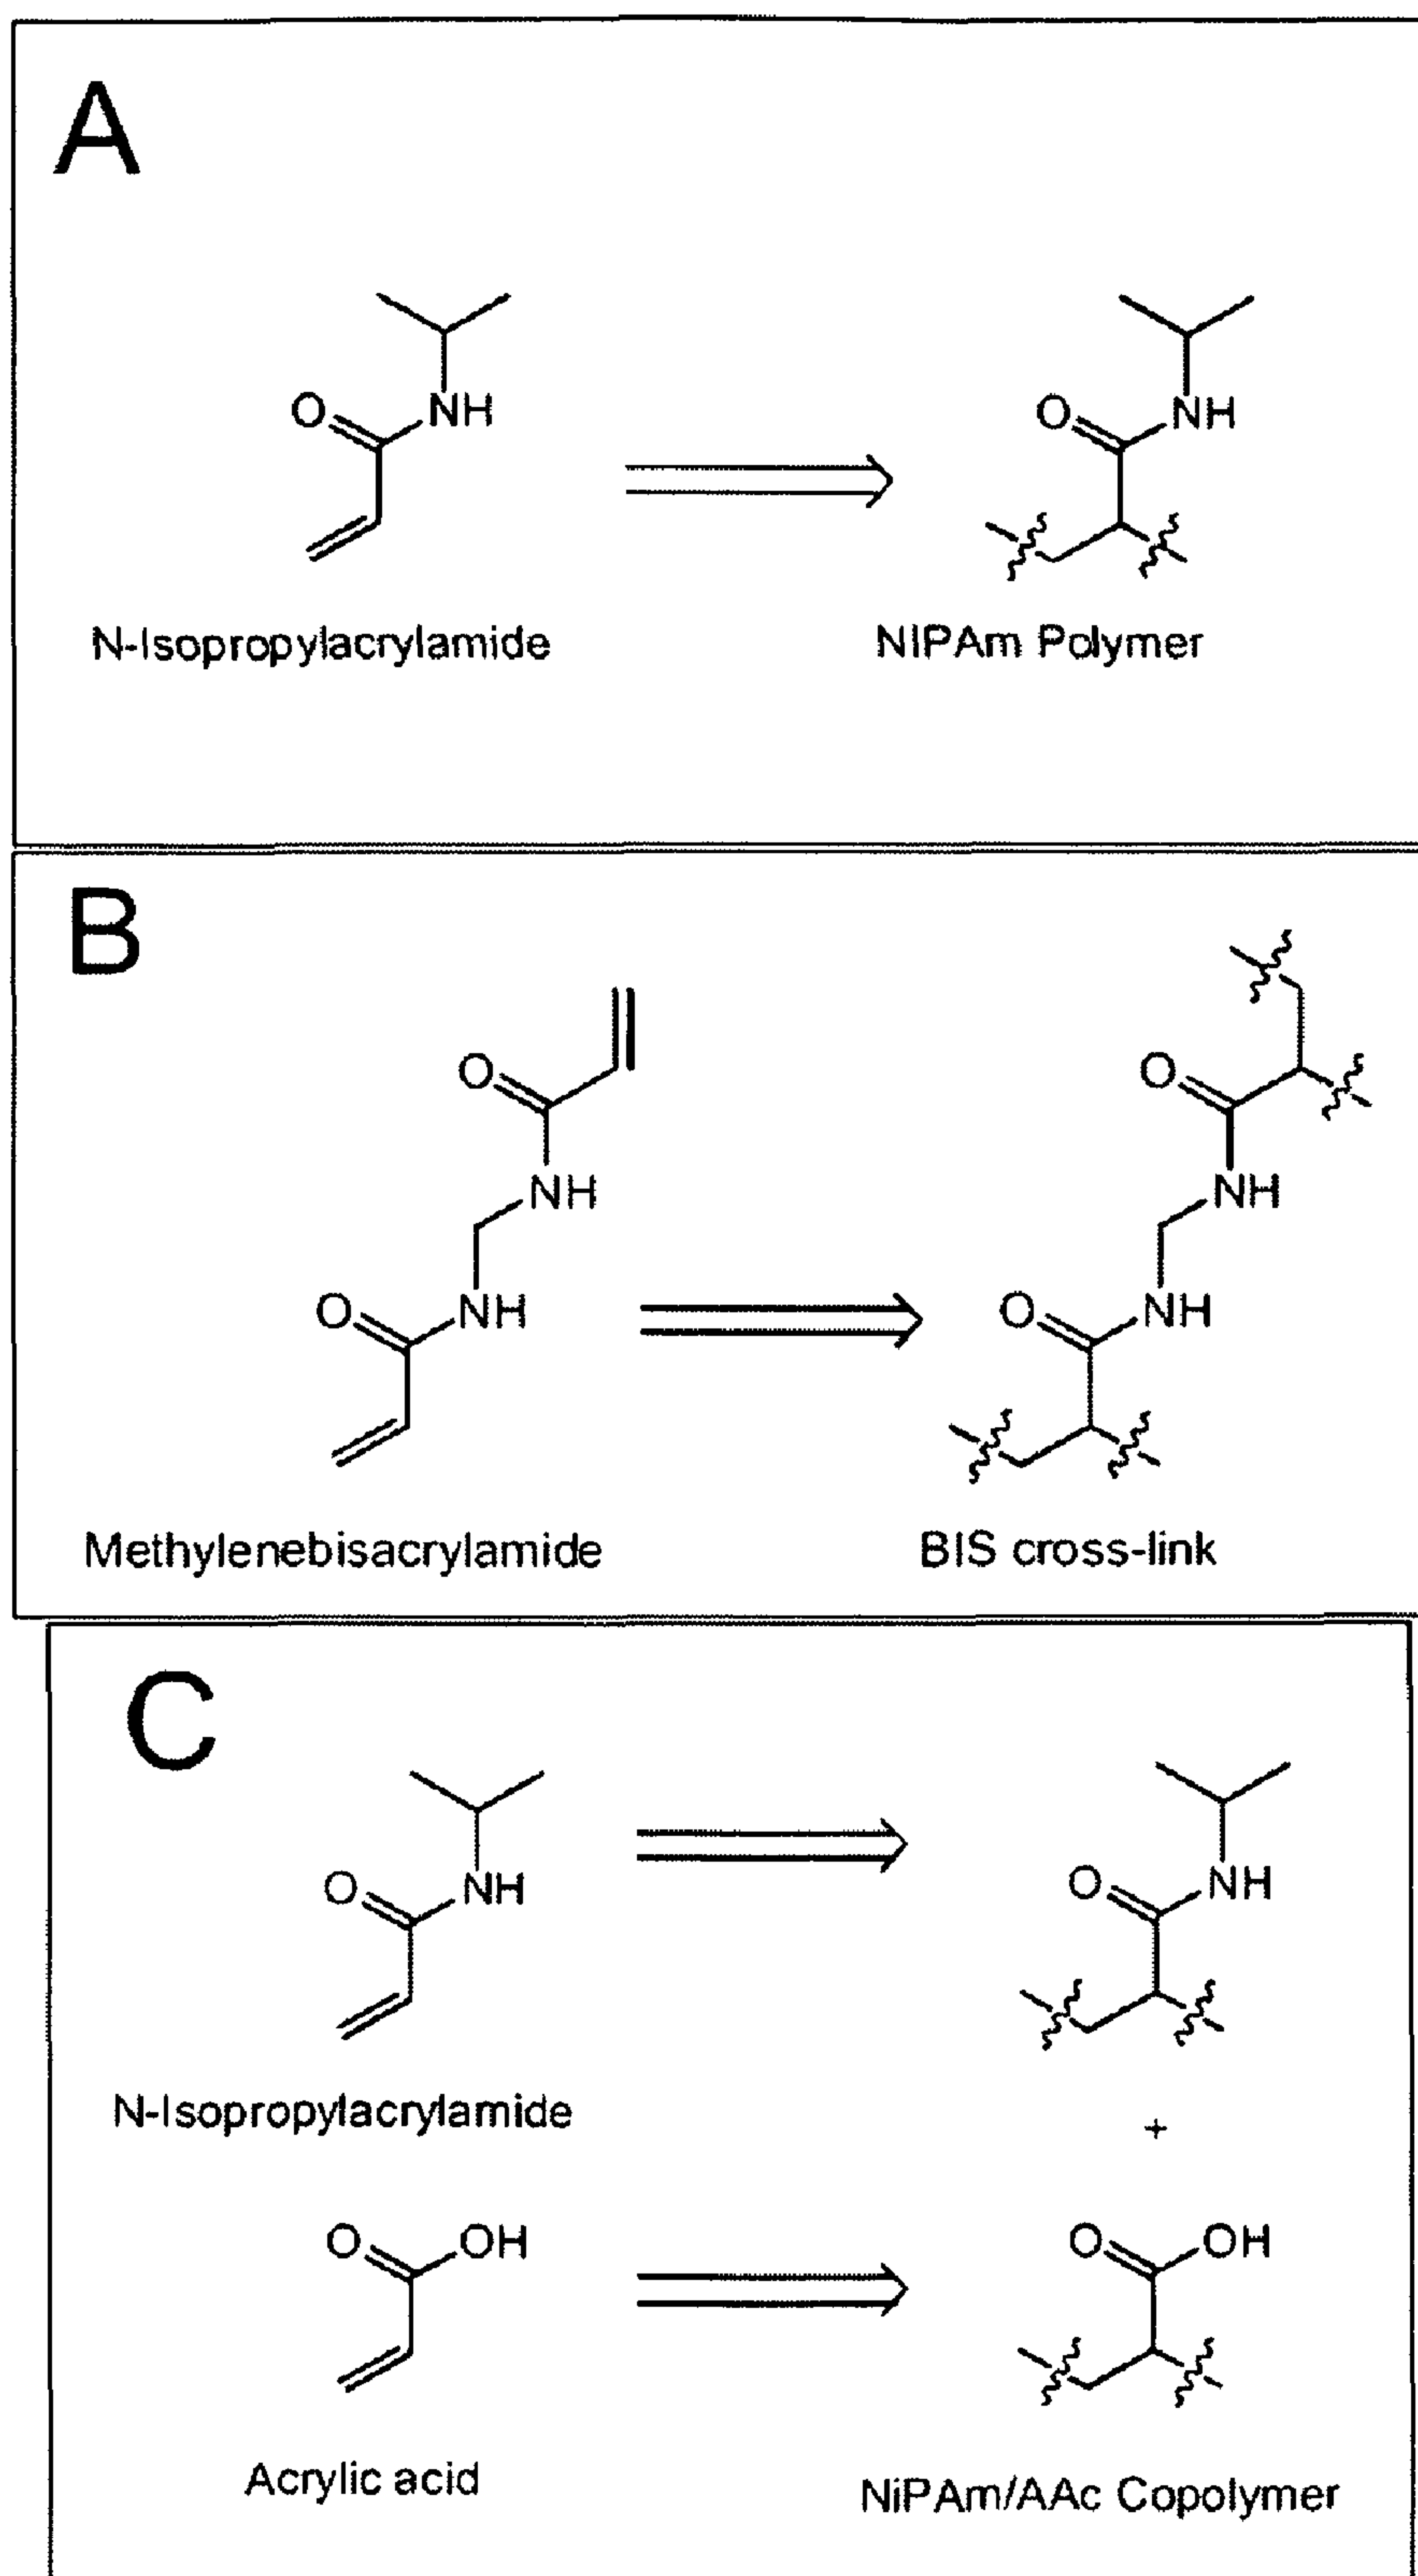 A
O NH O NH
N-Isopropylacrylamide NIPAm Polymer
B
O O
NH NH
O NH O NH
Methylenebisacrylamide BIS cross-link
C
O NH O NH
N-Isopropylacrylamide
+
O OH O OH
Acrylic acid NiPAm/AAc Copolymer